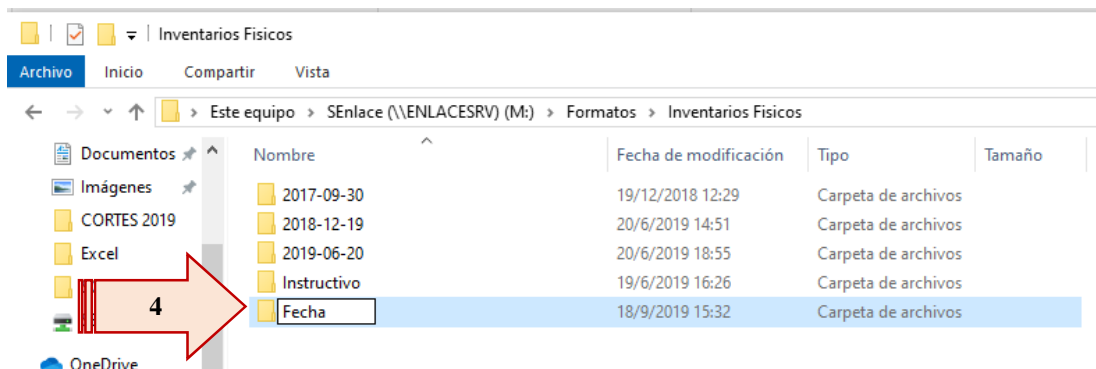 Inventarios Fisicos
Archivo Inicio Compartir Vista
Este equipo > SEnlace (\\ENLACESRV) (M:) > Formatos > Inventarios Fisicos
Documentos Nombre Fecha de modificación Tipo Tamaño
Imágenes 2017-09-30 19/12/2018 12:29 Carpeta de archivos
CORTES 2019 2018-12-19 20/6/2019 14:51 Carpeta de archivos
Excel 2019-06-20 20/6/2019 18:55 Carpeta de archivos
Instructivo 19/6/2019 16:26 Carpeta de archivos
4 Fecha 18/9/2019 15:32 Carpeta de archivos
OneDrive